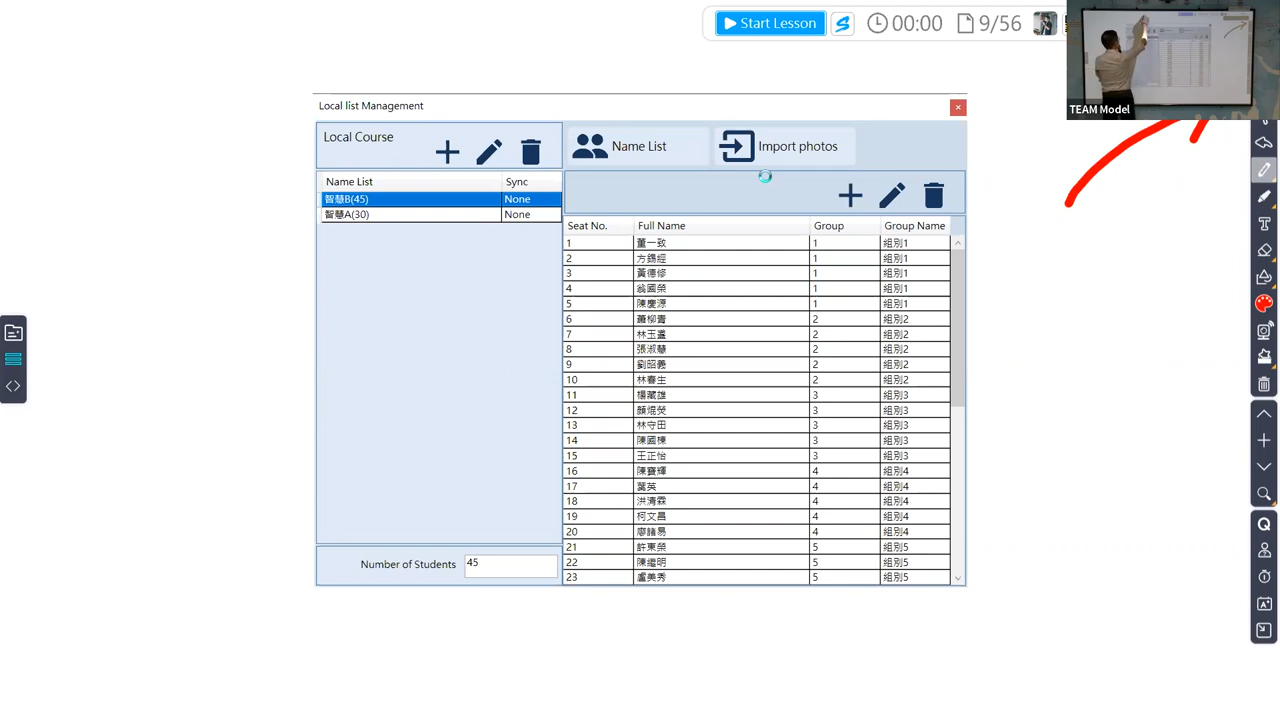 Start Lesson 00:00 9/56
TEAM Model
Local list Management
Local Course
Name List Import photos
Name List Sync
智慧B(45) None
智慧A(30) None
Seat No. Full Name Group Group Name
1 董一致 1 組別1
2 方錫經 1 組別1
3 黃德修 1 組別1
4 翁國榮 1 組別1
5 陳慶源 1 組別1
6 蕭柳青 2 組別2
7 林玉盞 2 組別2
8 張淑慧 2 組別2
9 劉昭義 2 組別2
10 林春生 2 組別2
11 楊藏雄 3 組別3
12 顏焜熒 3 組別3
13 林守田 3 組別3
14 陳國棟 3 組別3
15 王正怡 3 組別3
16 陳寶輝 4 組別4
17 葉英 4 組別4
18 洪清霖 4 組別4
19 柯文昌 4 組別4
20 廖諸易 4 組別4
21 許東榮 5 組別5
22 陳繼明 5 組別5
23 盧美秀 5 組別5
Number of Students 45